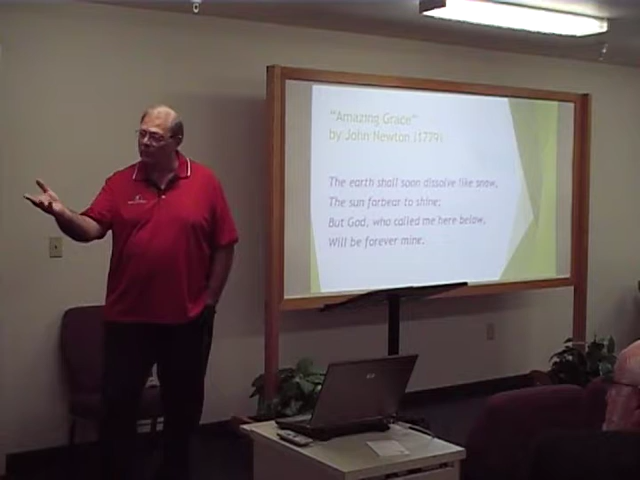 "Amazing Grace"
by John Newton (1779)
The earth shall soon dissolve like snow,
The sun forbear to shine;
But God, who called me here below,
Will be forever mine.